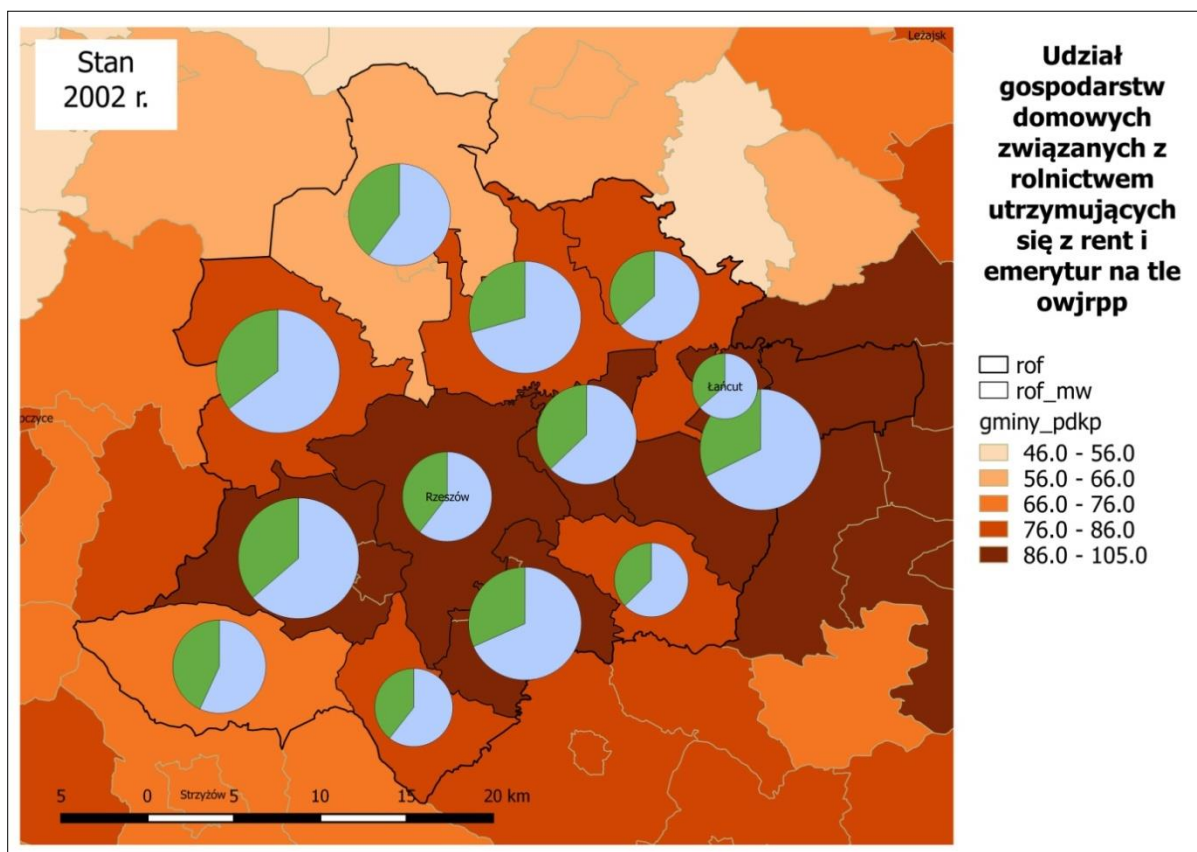 Stan
2002 r.
Leżajsk
Łańcut
oczyce
Rzeszów
Strzyżów
5 0 5 10 15 20 km
Udział
gospodarstw
domowych
związanych z
rolnictwem
utrzymujących
się z rent i
emerytur na tle
owjrpp
rof
rof_mw
gminy_pdkp
46.0 - 56.0
56.0 - 66.0
66.0 - 76.0
76.0 - 86.0
86.0 - 105.0